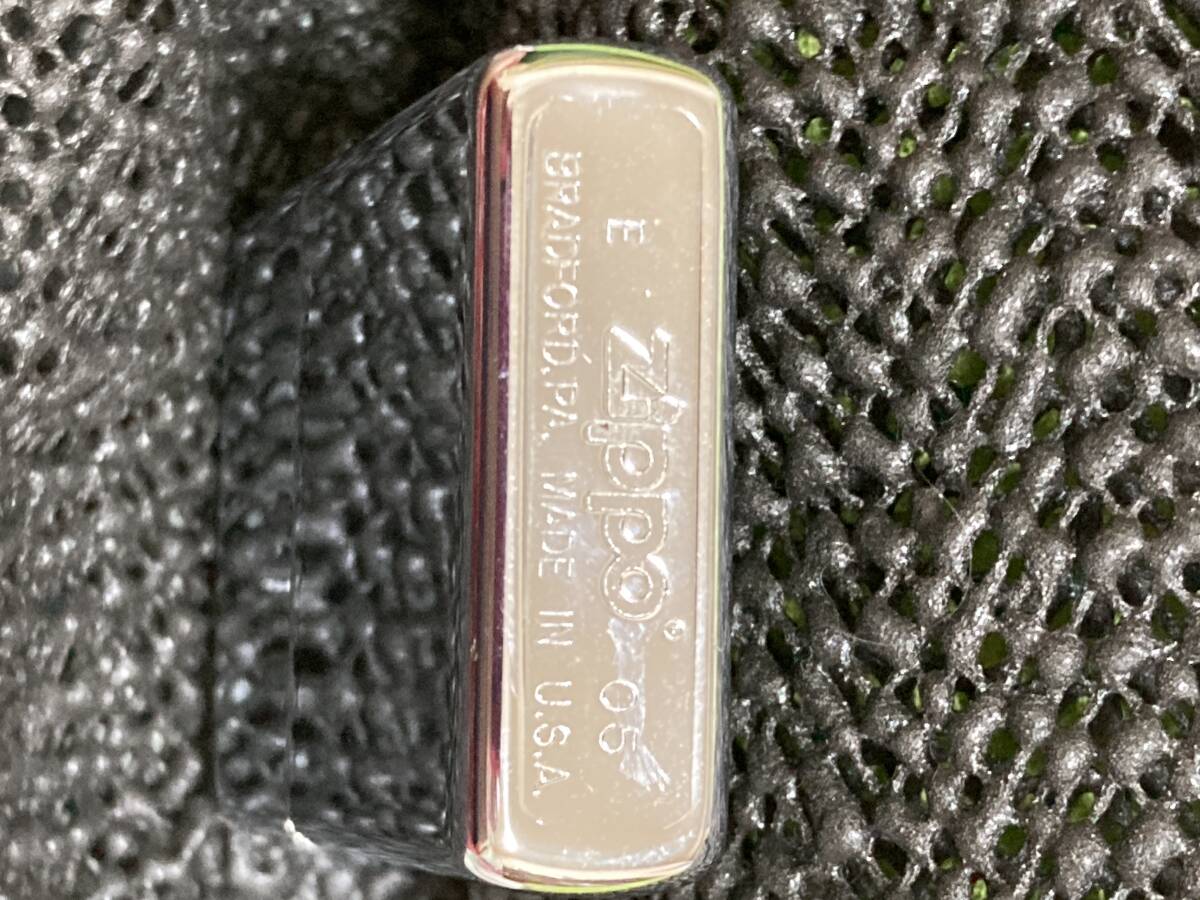 E Zippo® 05
BRADFORD, PA. MADE IN U.S.A